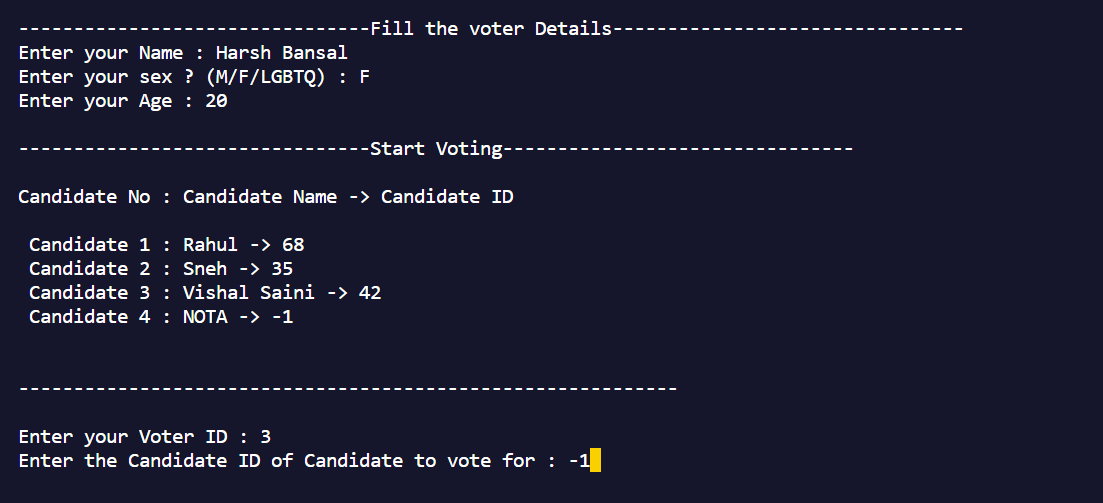 --------------------------------Fill the voter Details--------------------------------
Enter your Name : Harsh Bansal
Enter your sex ? (M/F/LGBTQ) : F
Enter your Age : 20
--------------------------------Start Voting--------------------------------
Candidate No : Candidate Name -> Candidate ID
Candidate 1 : Rahul -> 68
Candidate 2 : Sneh -> 35
Candidate 3 : Vishal Saini -> 42
Candidate 4 : NOTA -> -1
------------------------------------------------------------
Enter your Voter ID : 3
Enter the Candidate ID of Candidate to vote for : -1